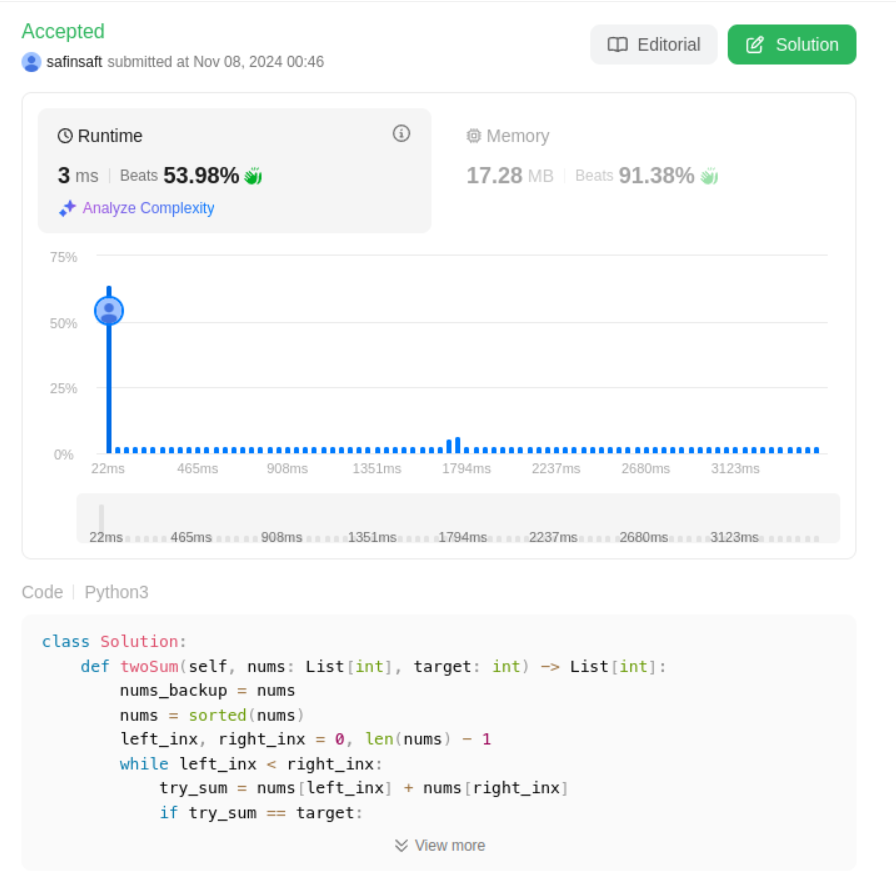 Accepted
Editorial
Solution
safinsaft submitted at Nov 08, 2024 00:46
Runtime
Memory
3 ms | Beats 53.98%
17.28 MB | Beats 91.38%
Analyze Complexity
75%
50%
25%
0%
22ms 465ms 908ms 1351ms 1794ms 2237ms 2680ms 3123ms
22ms 465ms 908ms 1351ms 1794ms 2237ms 2680ms 3123ms
Code | Python3
class Solution:
    def twoSum(self, nums: List[int], target: int) -> List[int]:
        nums_backup = nums
        nums = sorted(nums)
        left_inx, right_inx = 0, len(nums) - 1
        while left_inx < right_inx:
            try_sum = nums[left_inx] + nums[right_inx]
            if try_sum == target:
View more